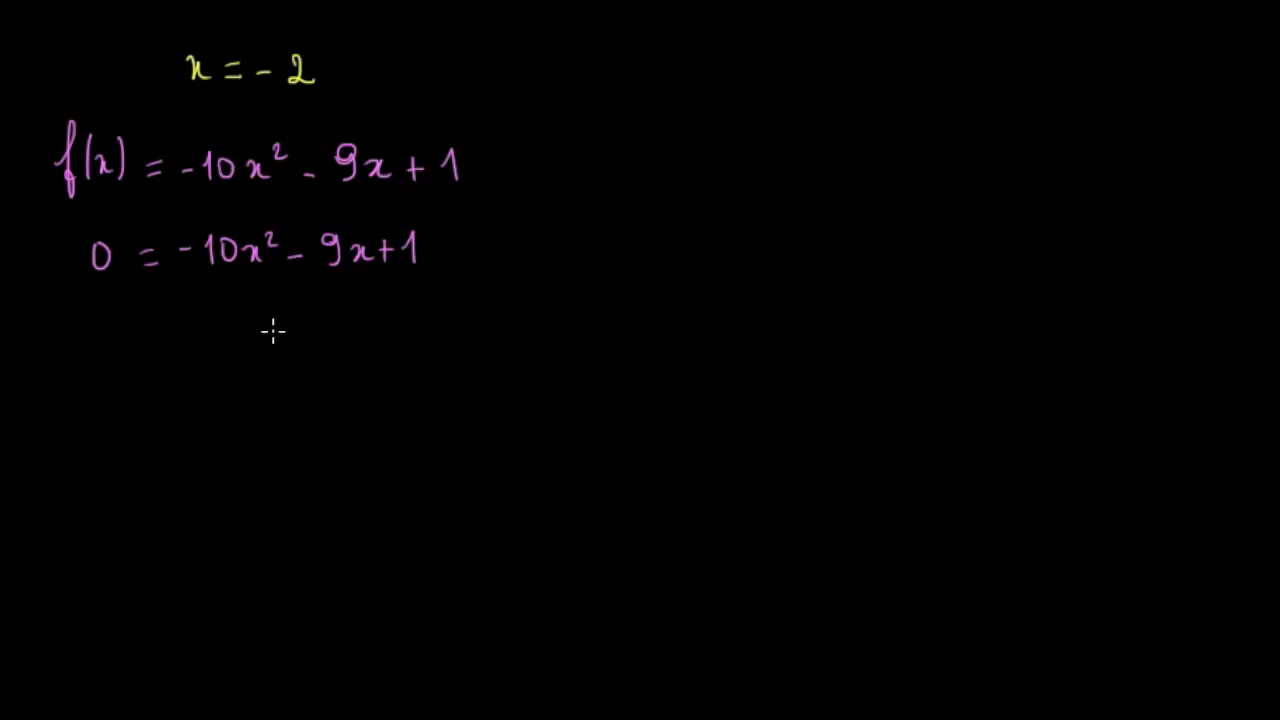 x = - 2
f(x) = - 10x² - 9x + 1
0 = - 10x² - 9x + 1